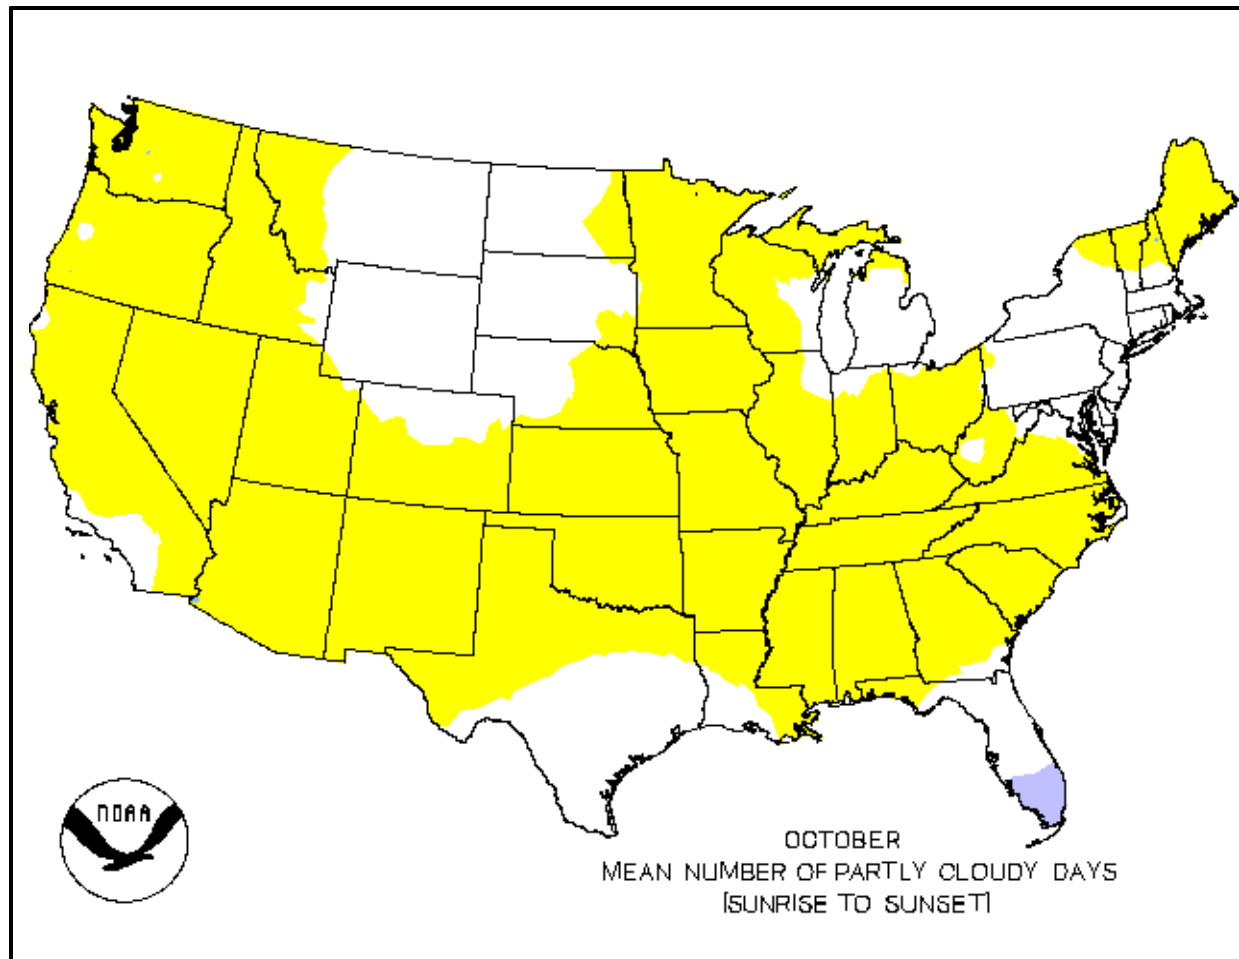 NOAA
OCTOBER
MEAN NUMBER OF PARTLY CLOUDY DAYS
[SUNRISE TO SUNSET]